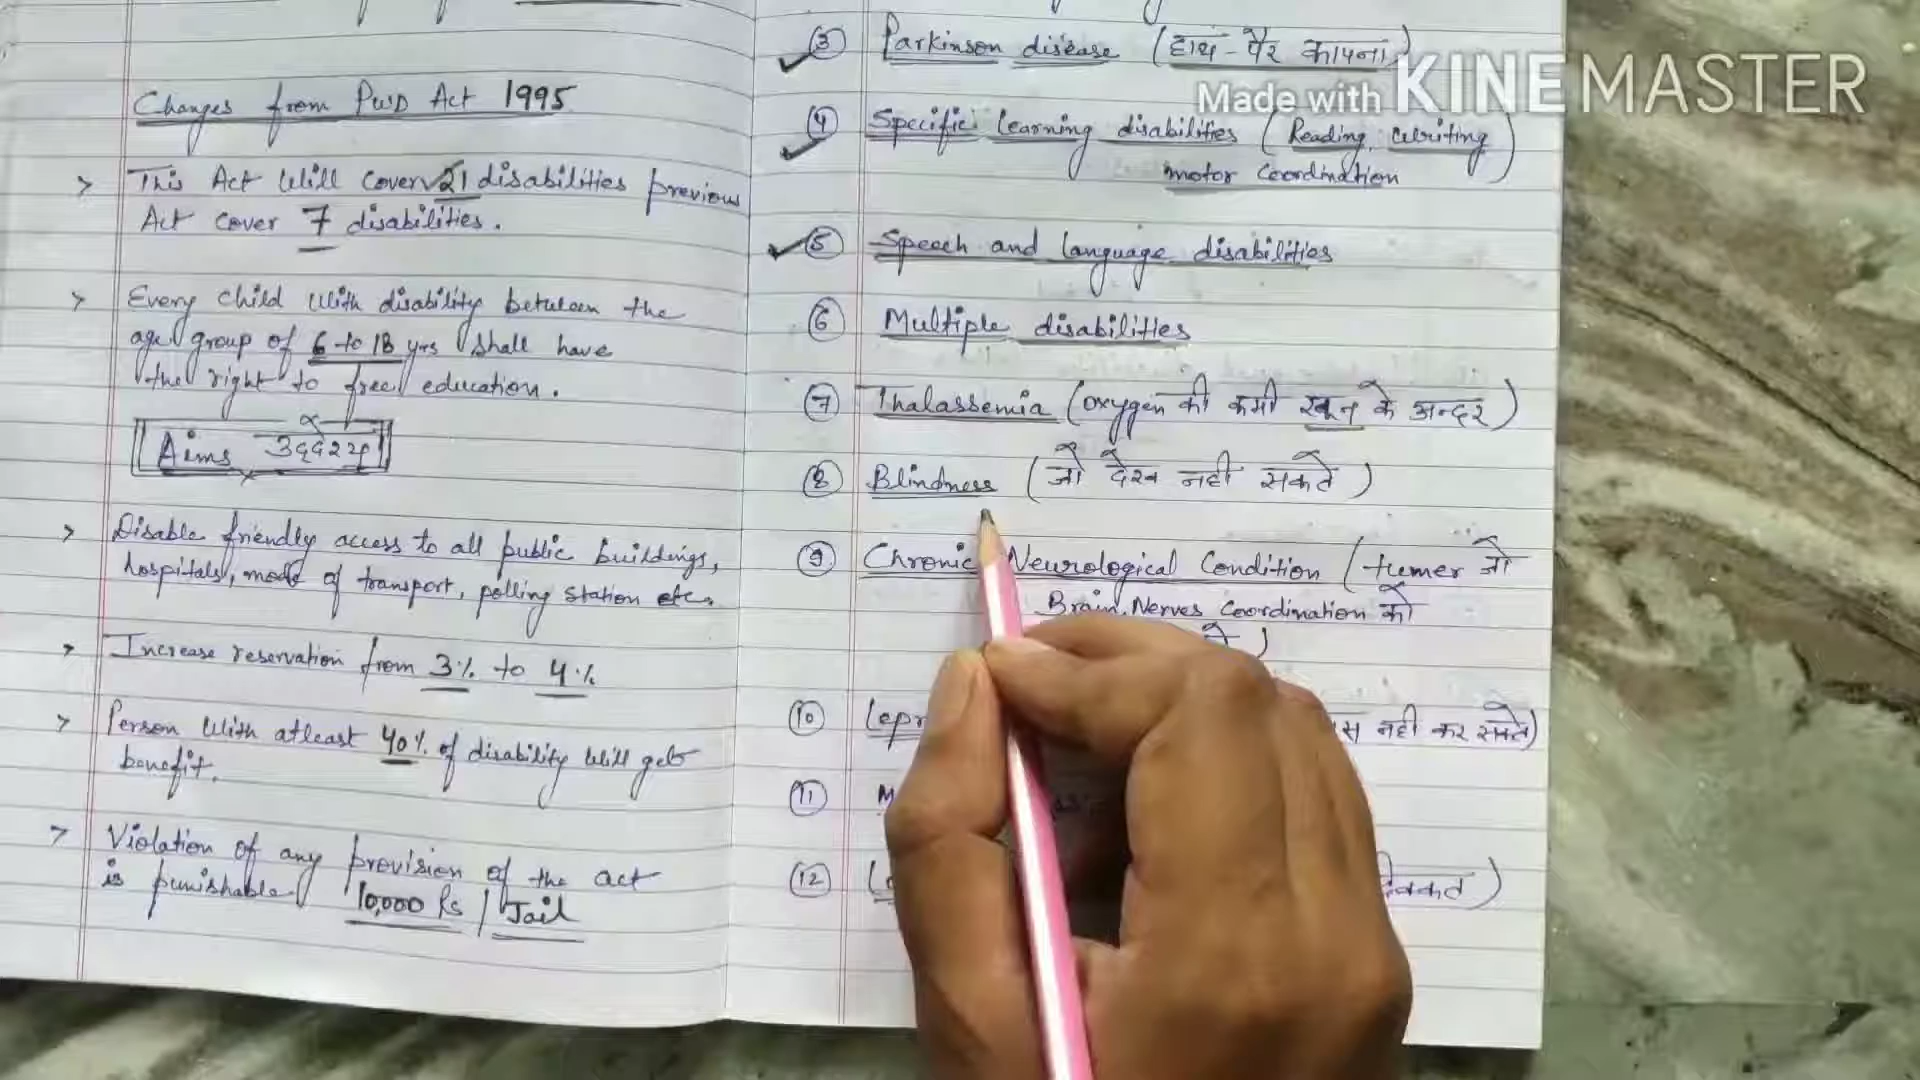 Changes from PWD Act 1995
> This Act Will Cover 21 disabilities previous
Act cover 7 disabilities.
> Every child With disability between the
age group of 6 to 18 yrs shall have
the right to free education.
Aims उद्देश्य
> Disable friendly access to all public buildings,
hospitals, mode of transport, polling station etc.
> Increase reservation from 3% to 4%
> Person With atleast 40% of disability Will get
benefit.
> Violation of any provision of the act
is punishable 10,000 Rs / Jail
③ Parkinson disease (हाथ-पैर कापना)
Made with KINEMASTER
④ Specific learning disabilities (Reading, Writing
motor Coordination)
⑤ Speech and language disabilities
⑥ Multiple disabilities
⑦ Thalassemia (oxygen की कमी खून के अन्दर)
⑧ Blindness (जो देख नही सकते)
⑨ Chronic Neurological Condition (tumer जो
Brain, Nerves Coordination को
⑩ नही कर सकते)
⑪
⑫ दिक्कत)